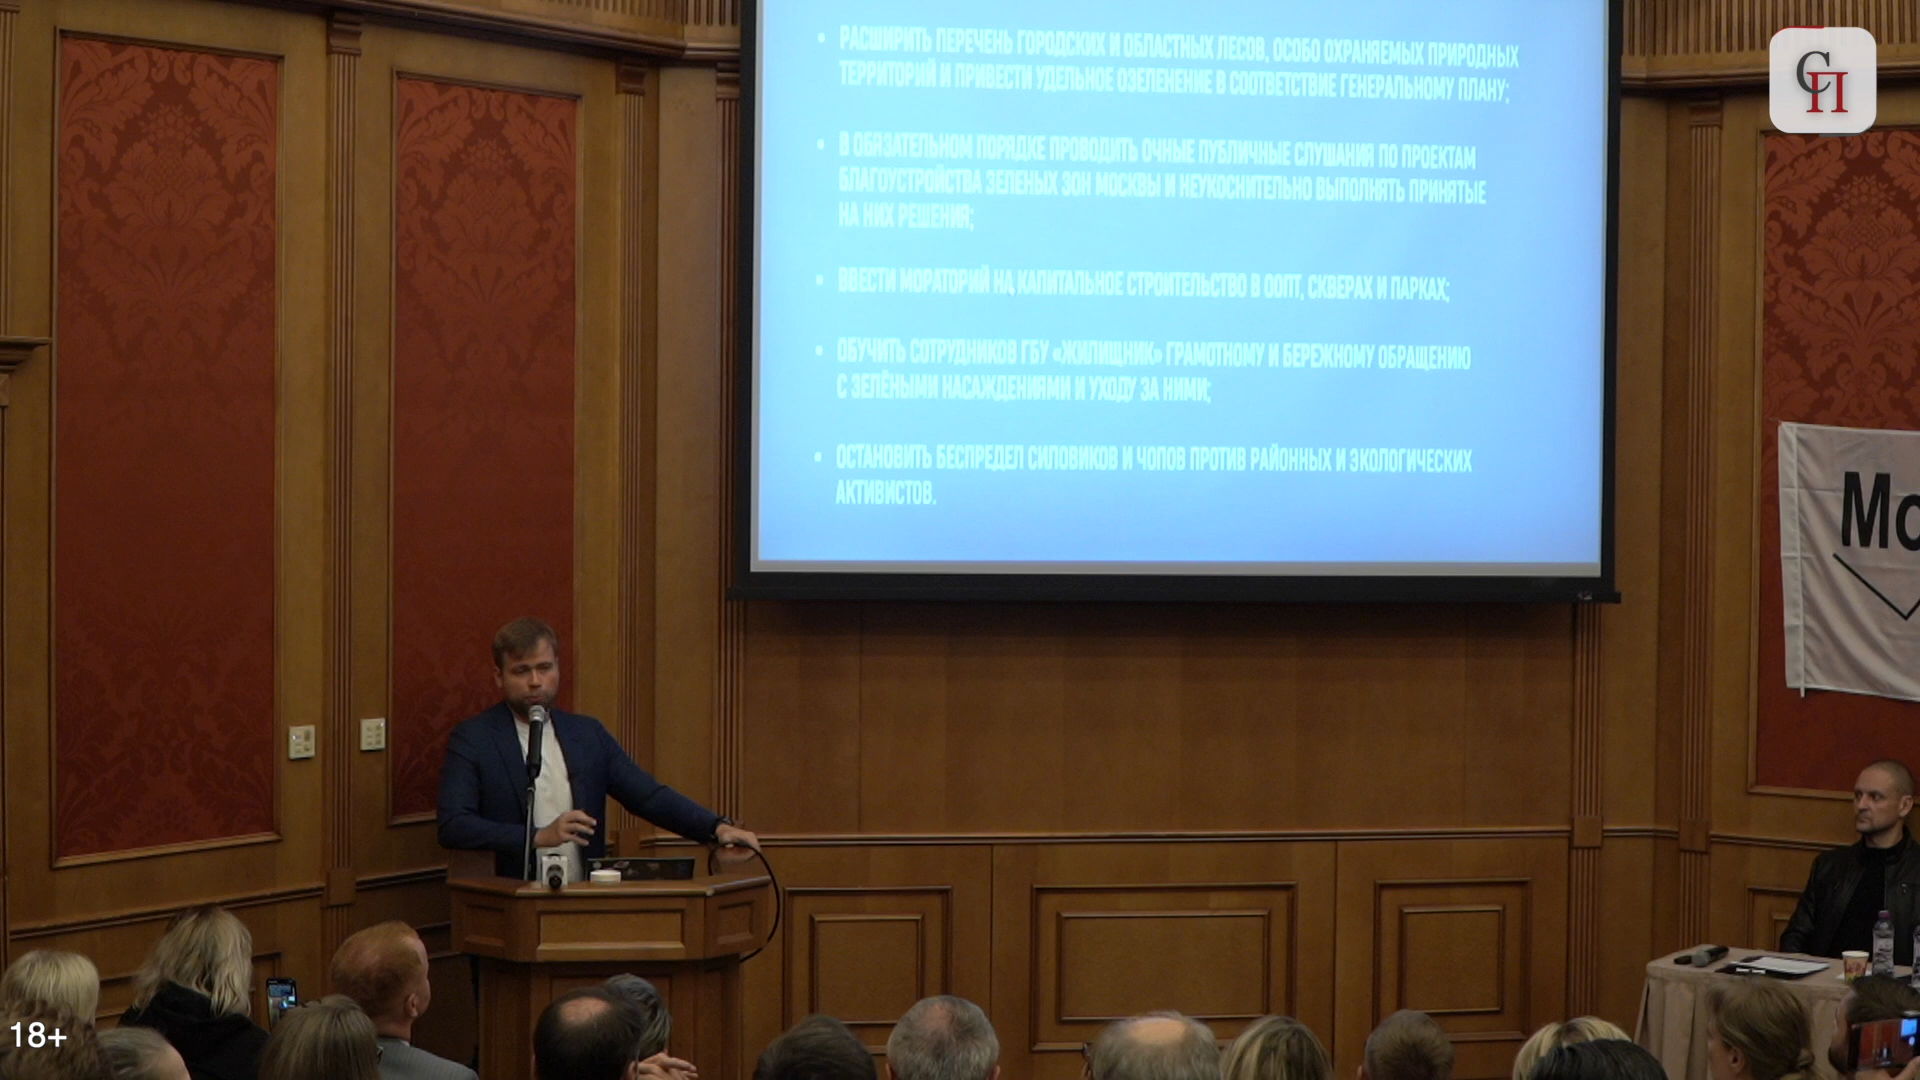 • РАСШИРИТЬ ПЕРЕЧЕНЬ ГОРОДСКИХ И ОБЛАСТНЫХ ЛЕСОВ, ОСОБО ОХРАНЯЕМЫХ ПРИРОДНЫХ
ТЕРРИТОРИЙ И ПРИВЕСТИ УДЕЛЬНОЕ ОЗЕЛЕНЕНИЕ В СООТВЕТСТВИЕ ГЕНЕРАЛЬНОМУ ПЛАНУ;
• В ОБЯЗАТЕЛЬНОМ ПОРЯДКЕ ПРОВОДИТЬ ОЧНЫЕ ПУБЛИЧНЫЕ СЛУШАНИЯ ПО ПРОЕКТАМ
БЛАГОУСТРОЙСТВА ЗЕЛЕНЫХ ЗОН МОСКВЫ И НЕУКОСНИТЕЛЬНО ВЫПОЛНЯТЬ ПРИНЯТЫЕ
НА НИХ РЕШЕНИЯ;
• ВВЕСТИ МОРАТОРИЙ НА КАПИТАЛЬНОЕ СТРОИТЕЛЬСТВО В ООПТ, СКВЕРАХ И ПАРКАХ;
• ОБУЧИТЬ СОТРУДНИКОВ ГБУ «ЖИЛИЩНИК» ГРАМОТНОМУ И БЕРЕЖНОМУ ОБРАЩЕНИЮ
С ЗЕЛЁНЫМИ НАСАЖДЕНИЯМИ И УХОДУ ЗА НИМИ;
• ОСТАНОВИТЬ БЕСПРЕДЕЛ СИЛОВИКОВ И ЧОПОВ ПРОТИВ РАЙОННЫХ И ЭКОЛОГИЧЕСКИХ
АКТИВИСТОВ.
СП
Мо
18+